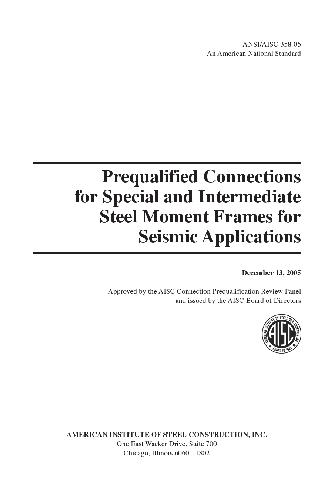 ANSI/AISC 358-05
An American National Standard
Prequalified Connections
for Special and Intermediate
Steel Moment Frames for
Seismic Applications
December 13, 2005
Approved by the AISC Connection Prequalification Review Panel
and issued by the AISC Board of Directors
AISC
AMERICAN INSTITUTE OF STEEL CONSTRUCTION, INC.
One East Wacker Drive, Suite 700
Chicago, Illinois